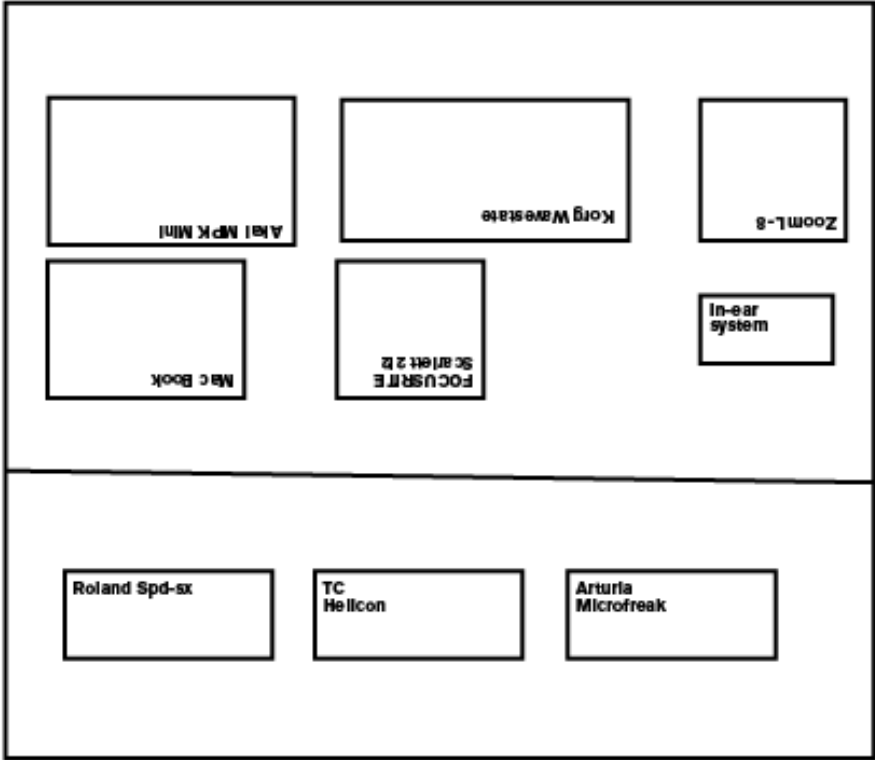 Akai MPK Mini
Korg Wavestate
Zoom L-8
Mac Book
FOCUSRITE
Scarlett 2i2
In-ear
system
Roland Spd-sx
TC
Helicon
Arturia
Microfreak